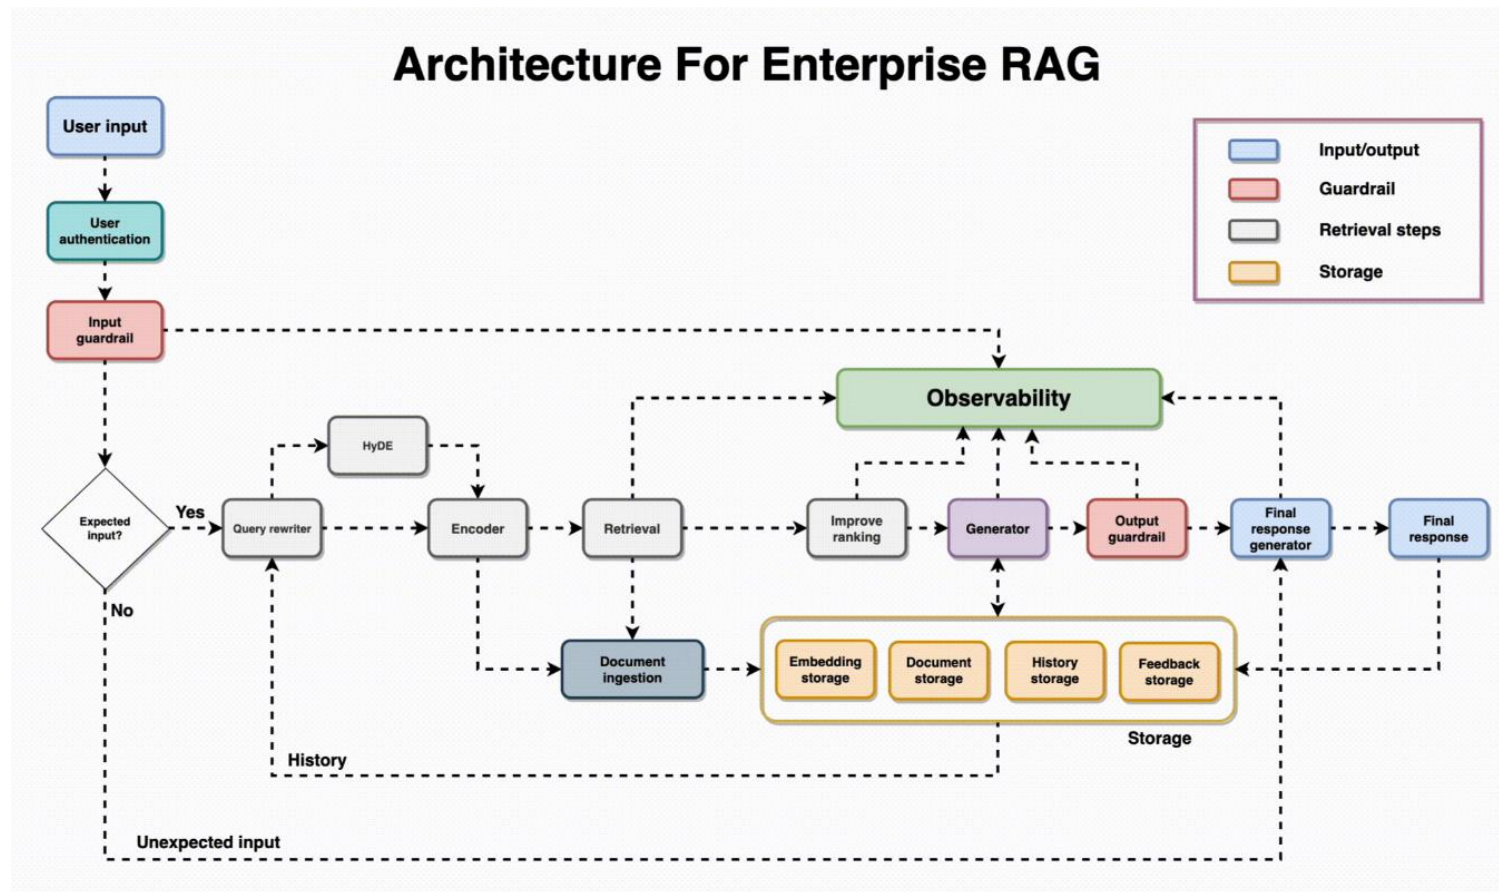 Architecture For Enterprise RAG
User input
Input/output
Guardrail
Retrieval steps
Storage
User
authentication
Input
guardrail
Observability
HyDE
Expected
input?
Yes
Query rewriter
Encoder
Retrieval
Improve
ranking
Generator
Output
guardrail
Final
response
generator
Final
response
No
Document
ingestion
Embedding
storage
Document
storage
History
storage
Feedback
storage
Storage
History
Unexpected input